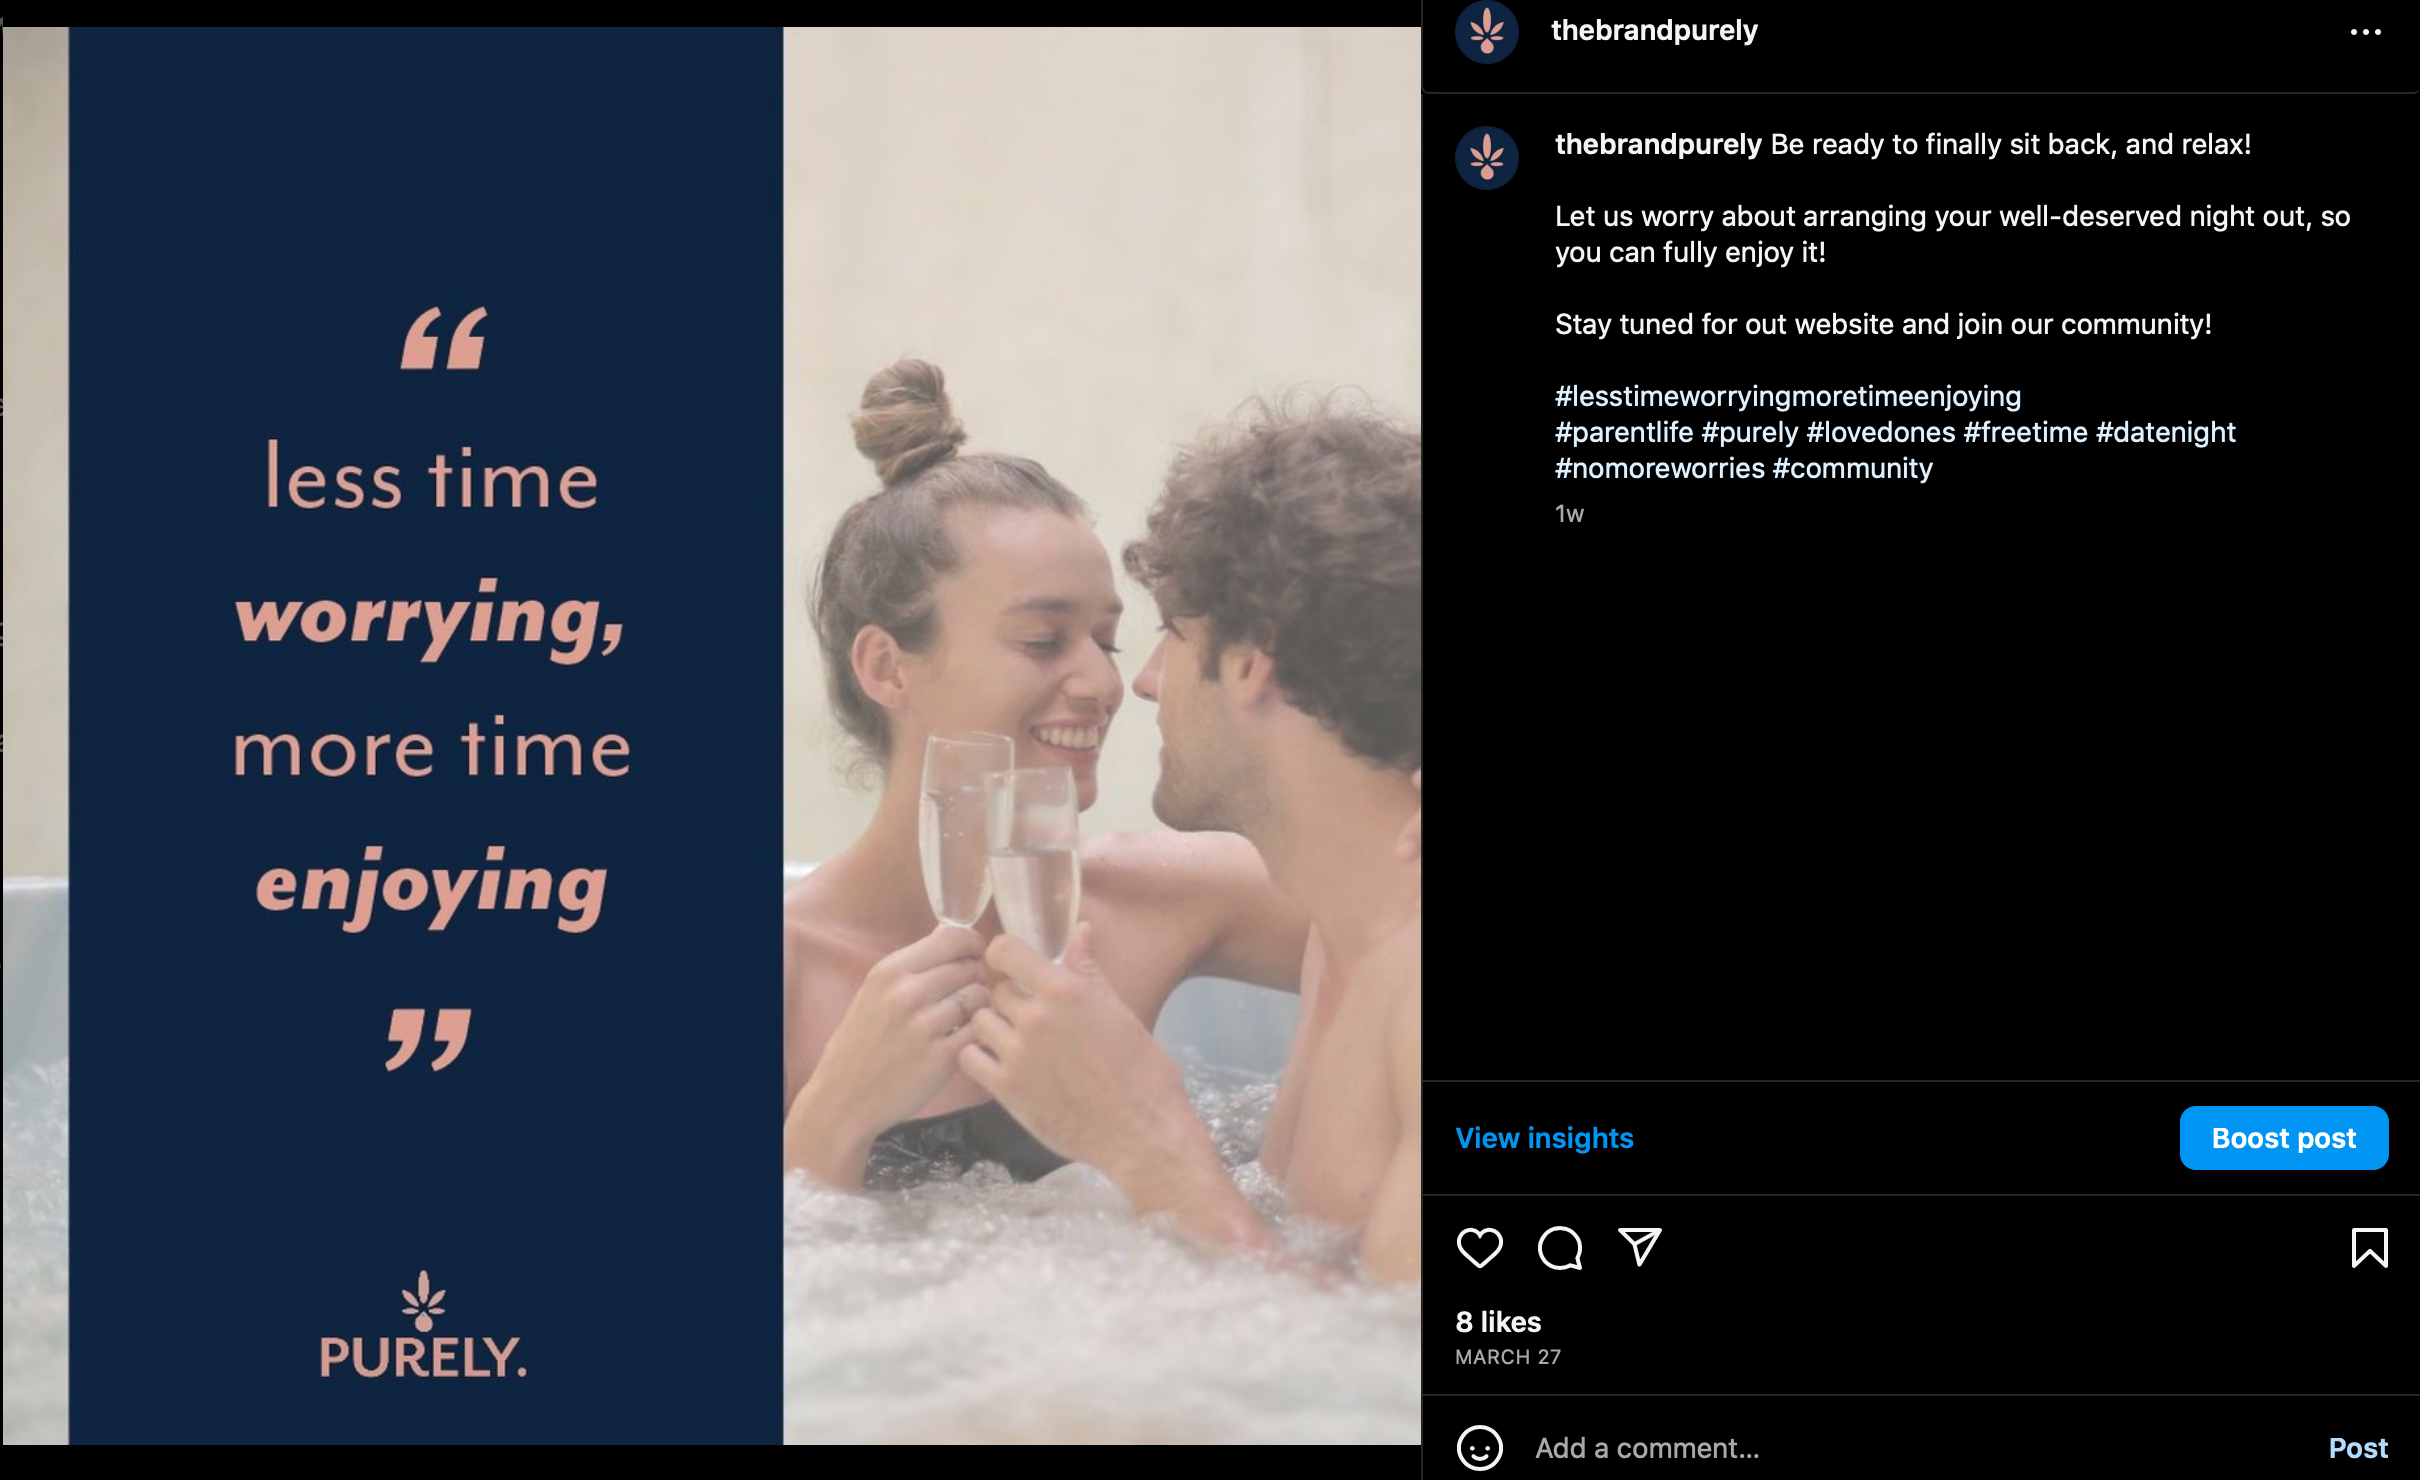 “
less time
worrying,
more time
enjoying
”
PURELY.
thebrandpurely
thebrandpurely Be ready to finally sit back, and relax!
Let us worry about arranging your well-deserved night out, so
you can fully enjoy it!
Stay tuned for out website and join our community!
#lesstimeworryingmoretimeenjoying
#parentlife #purely #lovedones #freetime #datenight
#nomoreworries #community
1w
View insights
Boost post
8 likes
MARCH 27
Add a comment...
Post